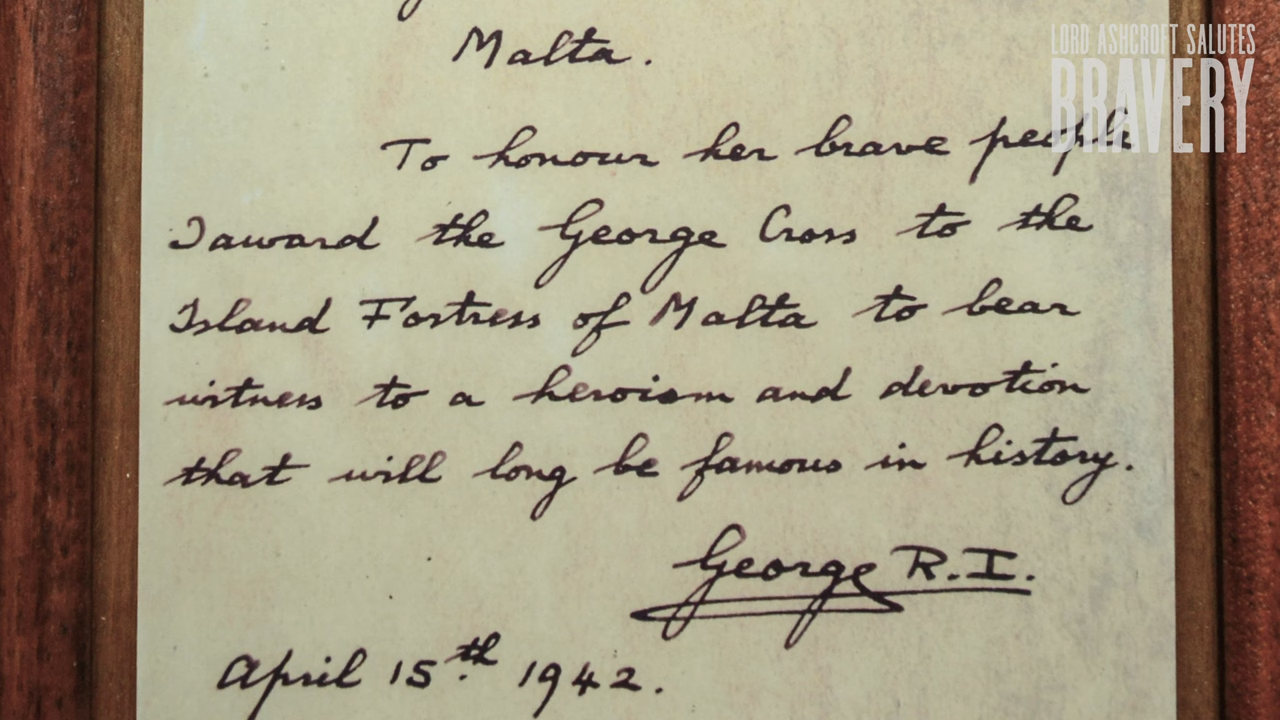 Malta.
To honour her brave people
I award the George Cross to the
Island Fortress of Malta to bear
witness to a heroism and devotion
that will long be famous in history.
George R.I.
April 15th. 1942.
LORD ASHCROFT SALUTES
BRAVERY